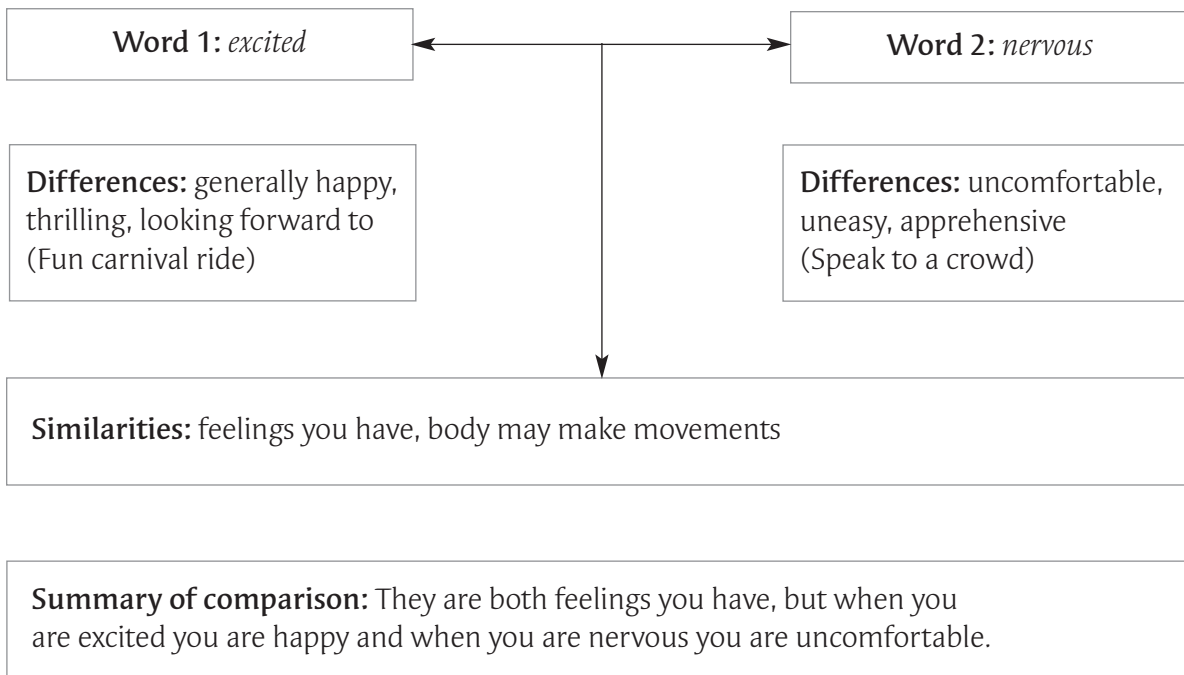 Word 1: excited
Word 2: nervous
Differences: generally happy,
thrilling, looking forward to
(Fun carnival ride)
Differences: uncomfortable,
uneasy, apprehensive
(Speak to a crowd)
Similarities: feelings you have, body may make movements
Summary of comparison: They are both feelings you have, but when you
are excited you are happy and when you are nervous you are uncomfortable.